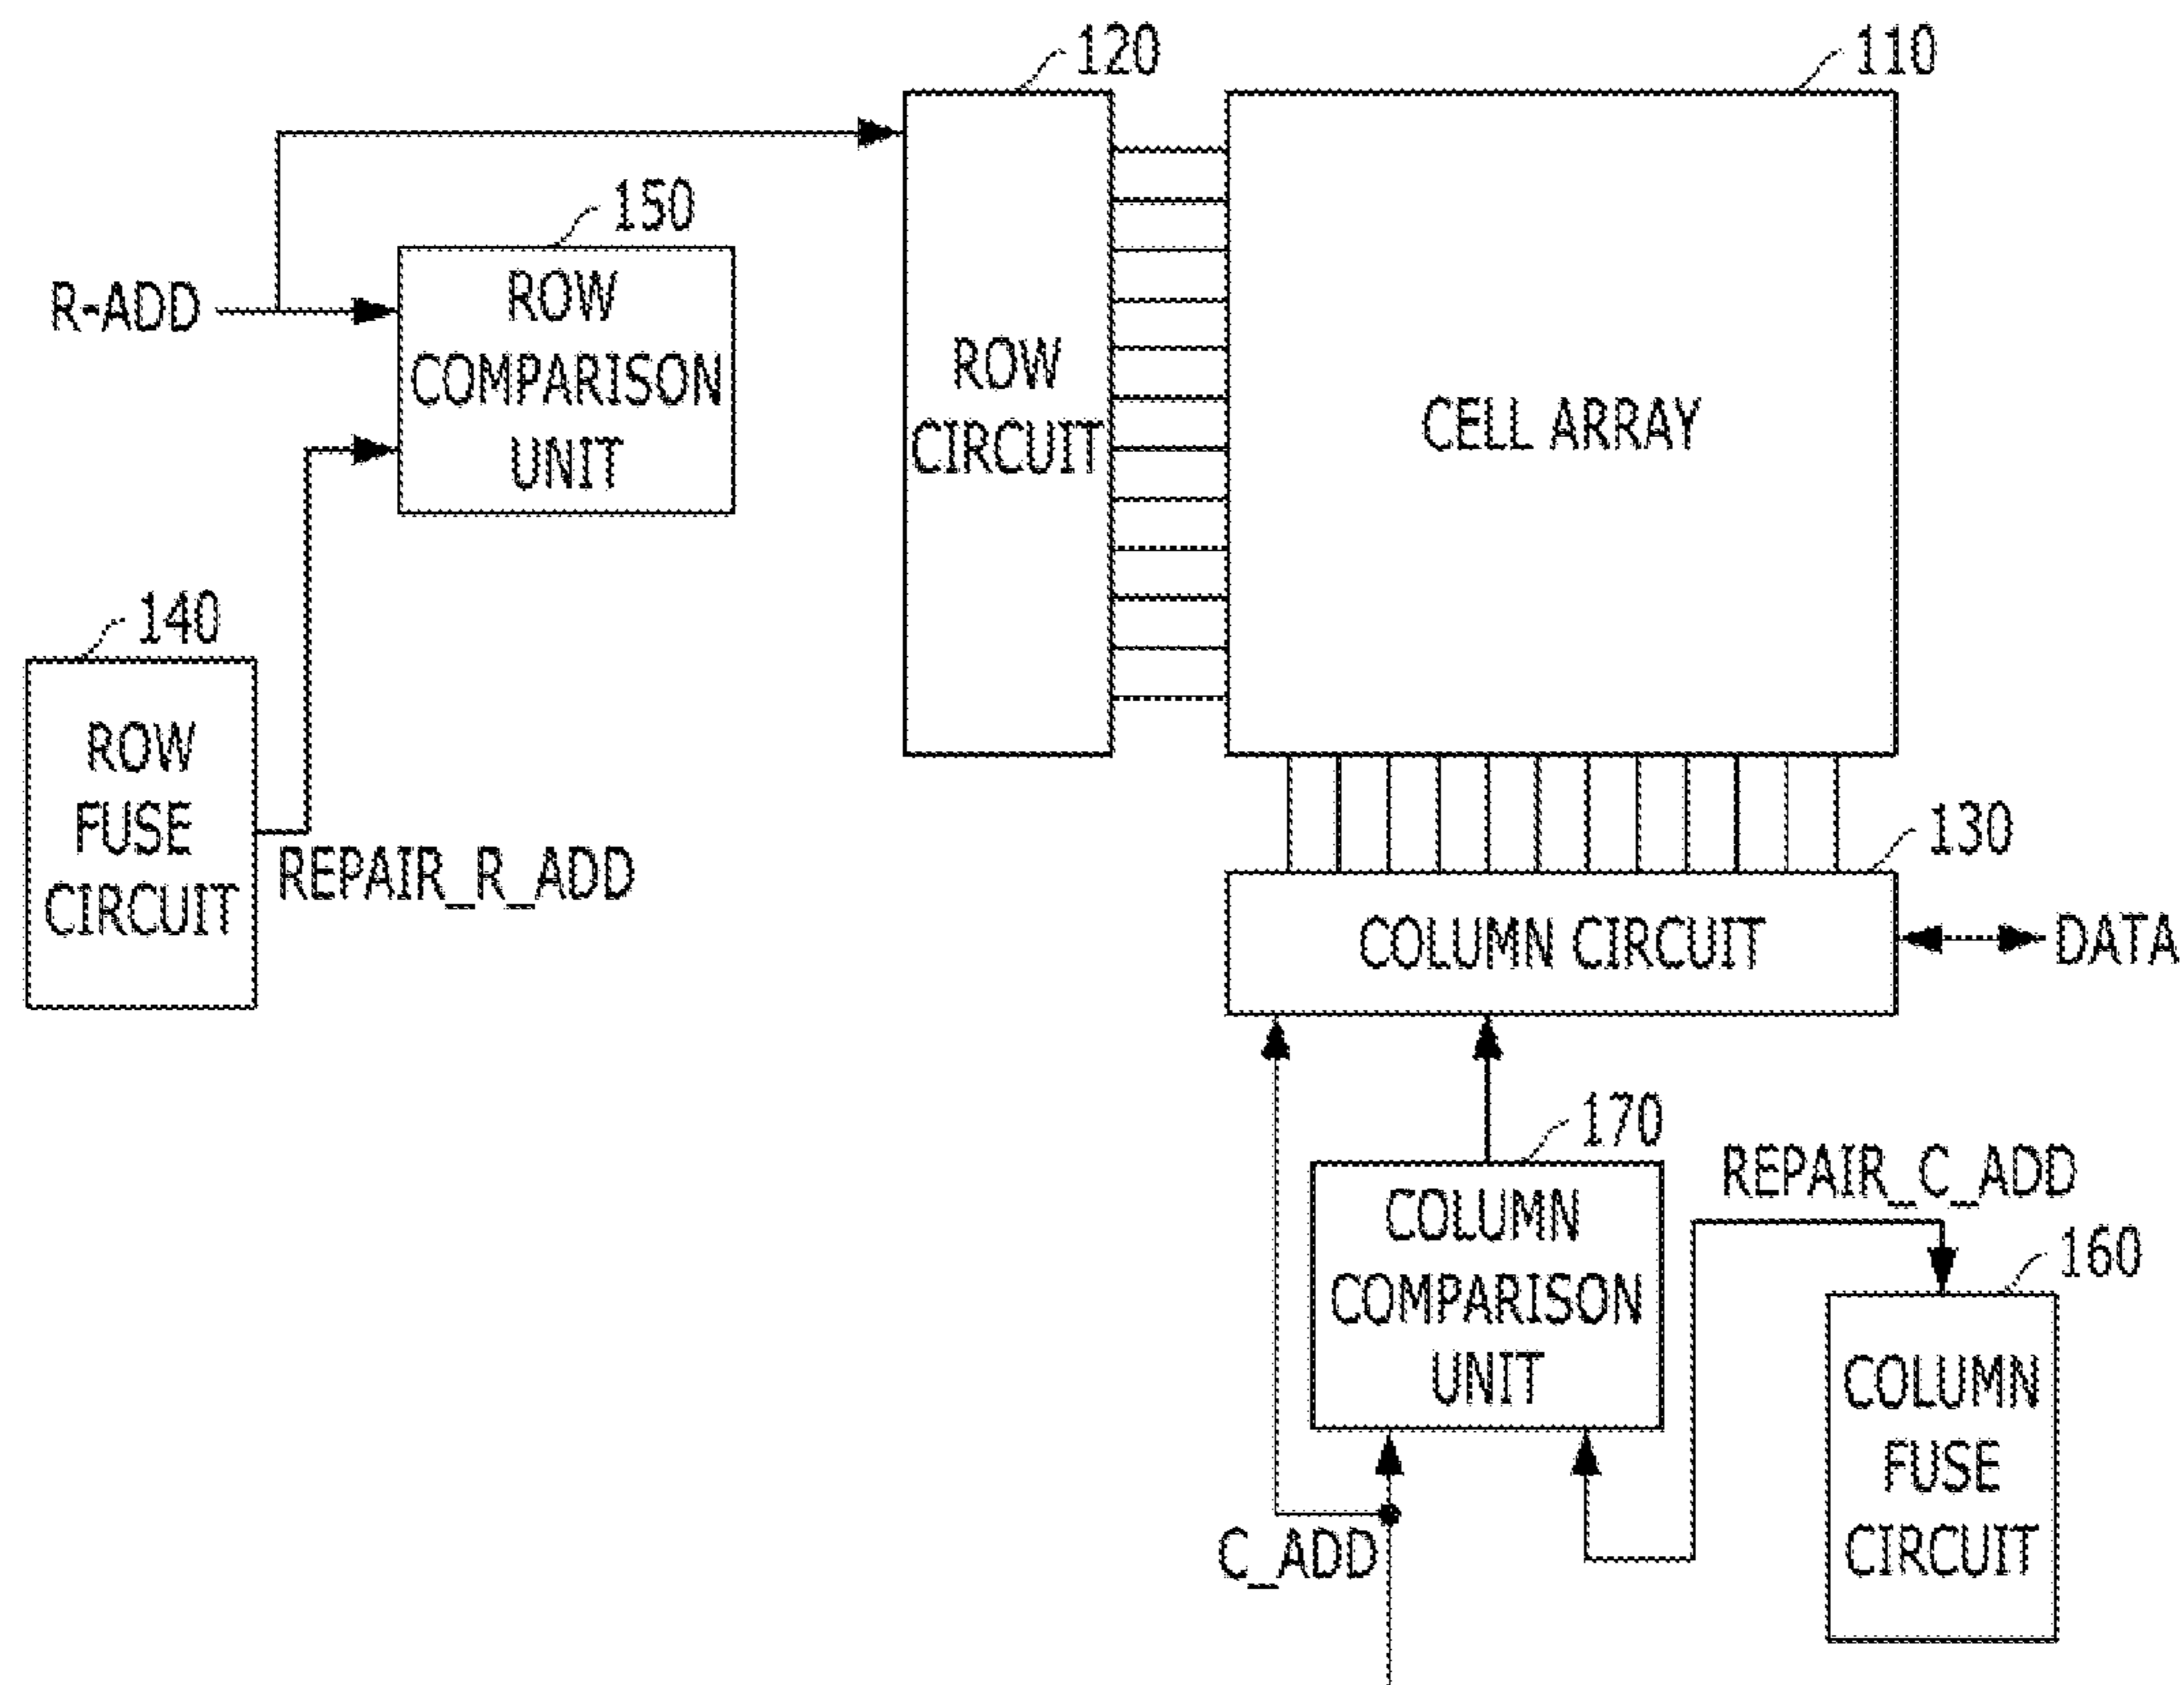 120
110
150
R-ADD
ROW
COMPARISON
UNIT
ROW
CIRCUIT
CELL ARRAY
140
ROW
FUSE
CIRCUIT
REPAIR_R_ADD
130
COLUMN CIRCUIT
DATA
170
REPAIR_C_ADD
160
COLUMN
COMPARISON
UNIT
COLUMN
FUSE
CIRCUIT
C_ADD